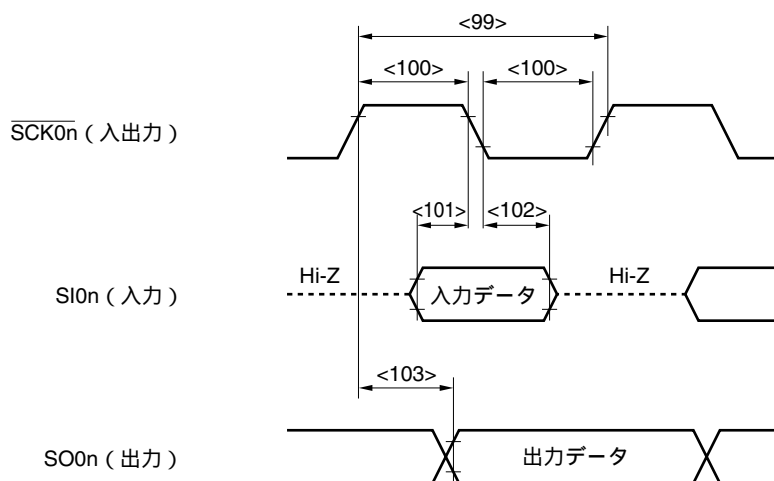 <99>
<100> <100>
SCK0n（入出力）
<101> <102>
SI0n（入力） Hi-Z 入力データ Hi-Z
<103>
SO0n（出力） 出力データ